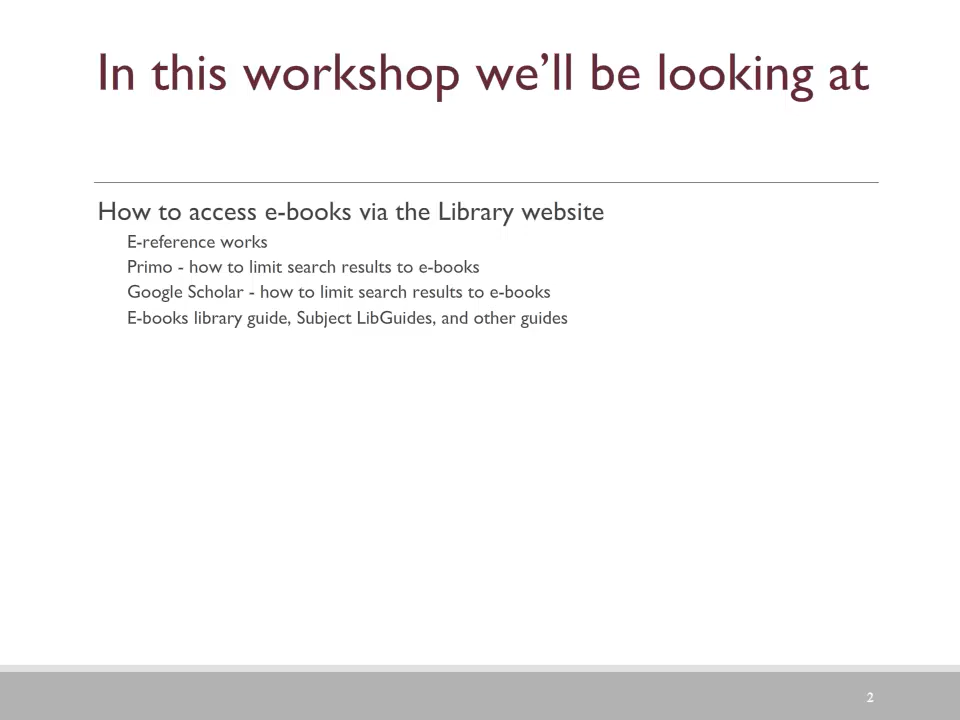 In this workshop we’ll be looking at
How to access e-books via the Library website
E-reference works
Primo - how to limit search results to e-books
Google Scholar - how to limit search results to e-books
E-books library guide, Subject LibGuides, and other guides
2